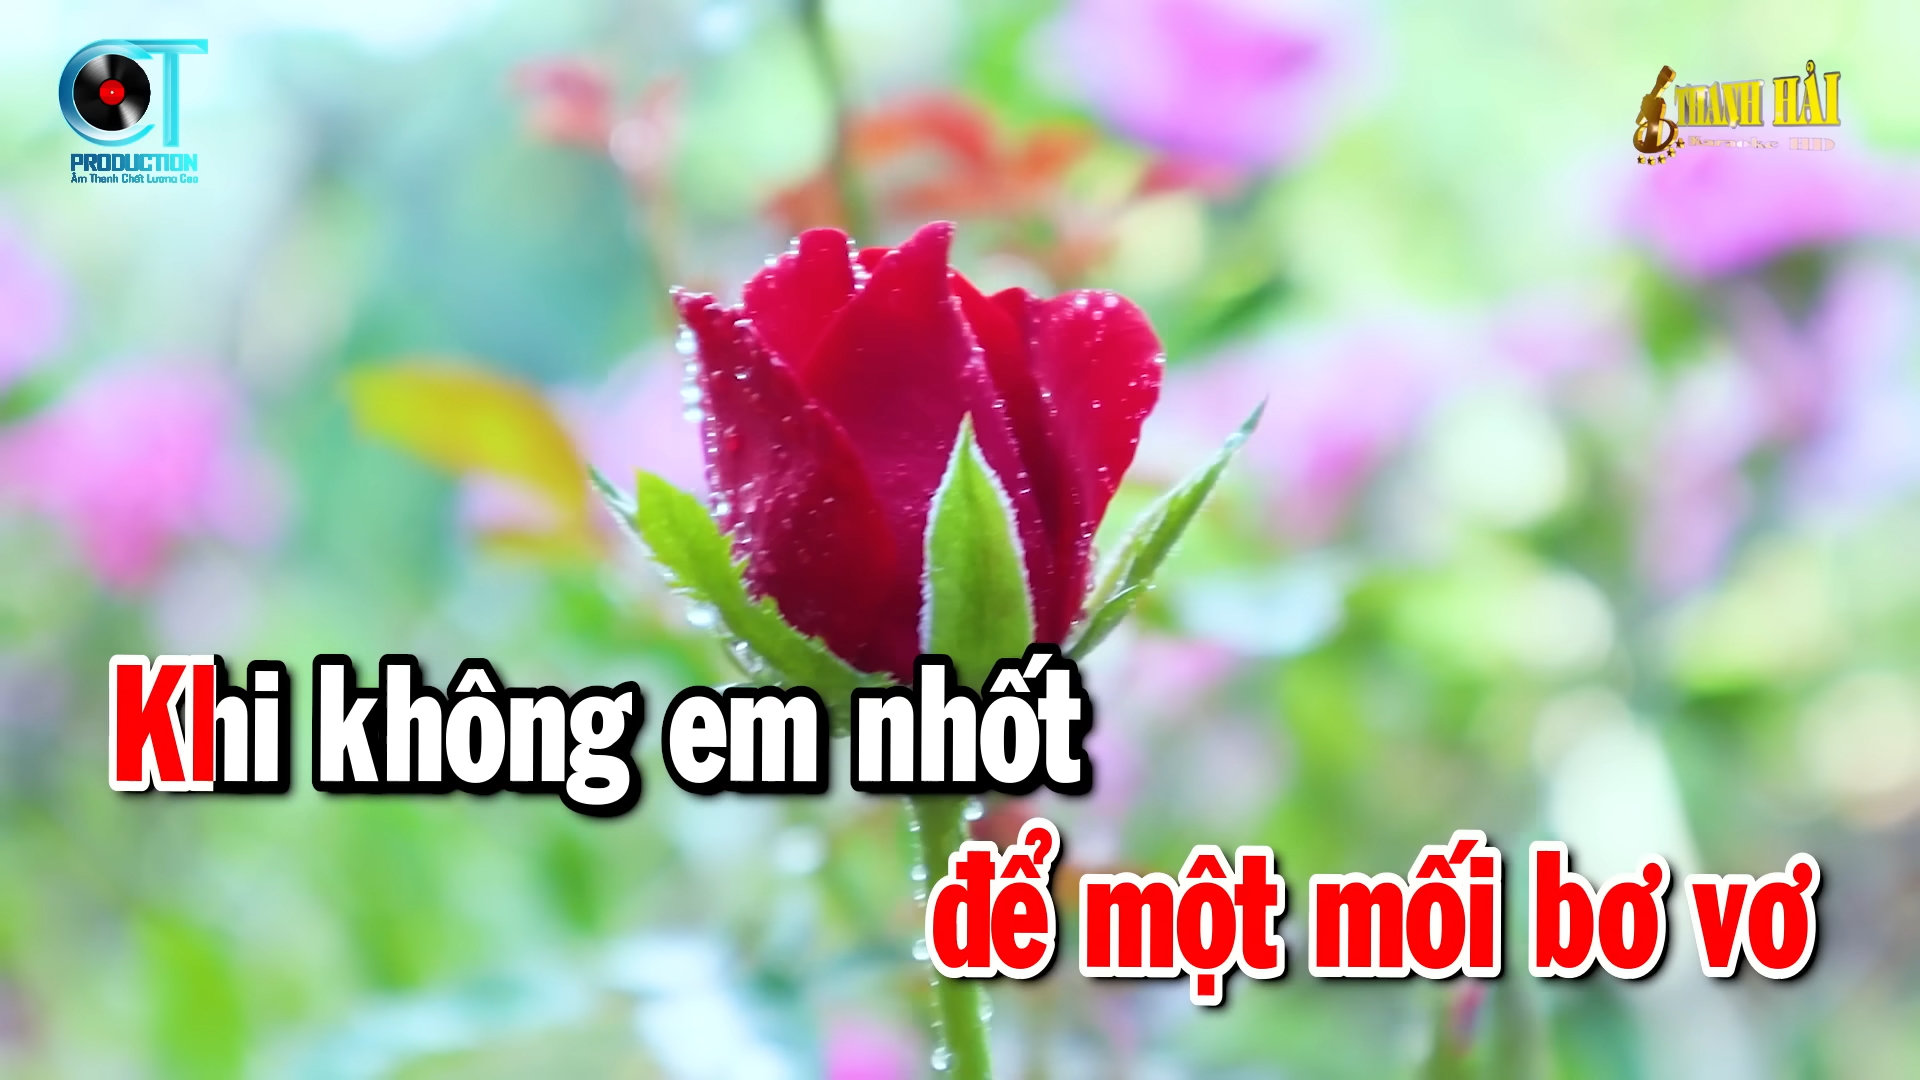 CT
PRODUCTION
Âm Thanh Chất Lượng Cao
THANH HẢI
Karaoke HD
Khi không em nhốt
để một mối bơ vơ